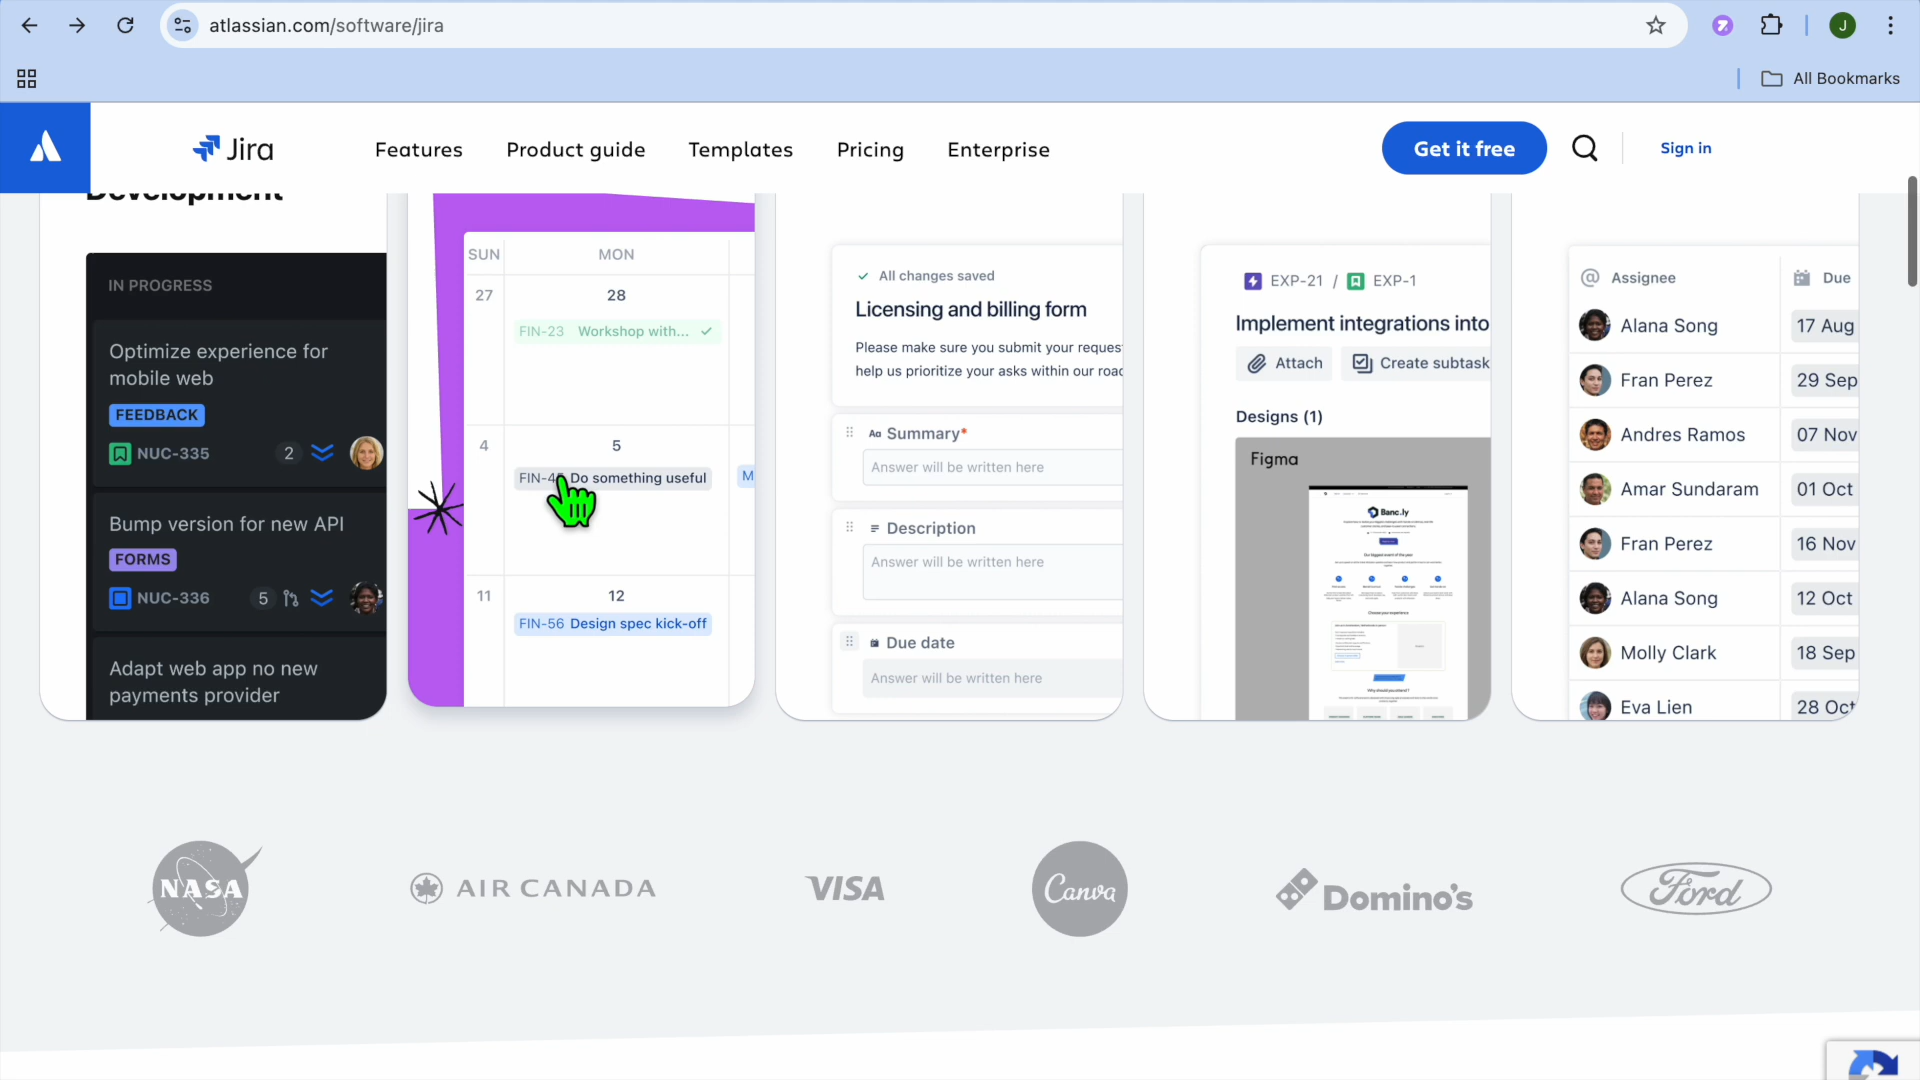 atlassian.com/software/jira
J
All Bookmarks
Jira
Features
Product guide
Templates
Pricing
Enterprise
Get it free
Sign in
Development
IN PROGRESS
Optimize experience for
mobile web
FEEDBACK
NUC-335
2
Bump version for new API
FORMS
NUC-336
5
Adapt web app no new
payments provider
SUN
MON
27
28
FIN-23 Workshop with...
4
5
FIN-4
Do something useful
M
11
12
FIN-56 Design spec kick-off
All changes saved
Licensing and billing form
Please make sure you submit your reques
help us prioritize your asks within our roa
Aa Summary*
Answer will be written here
Description
Answer will be written here
Due date
Answer will be written here
EXP-21 / EXP-1
Implement integrations into
Attach
Create subtask
Designs (1)
Figma
Banc.ly
Assignee
Due
Alana Song
17 Aug
Fran Perez
29 Sep
Andres Ramos
07 Nov
Amar Sundaram
01 Oct
Fran Perez
16 Nov
Alana Song
12 Oct
Molly Clark
18 Sep
Eva Lien
28 Oct
NASA
AIR CANADA
VISA
Canva
Domino's
Ford